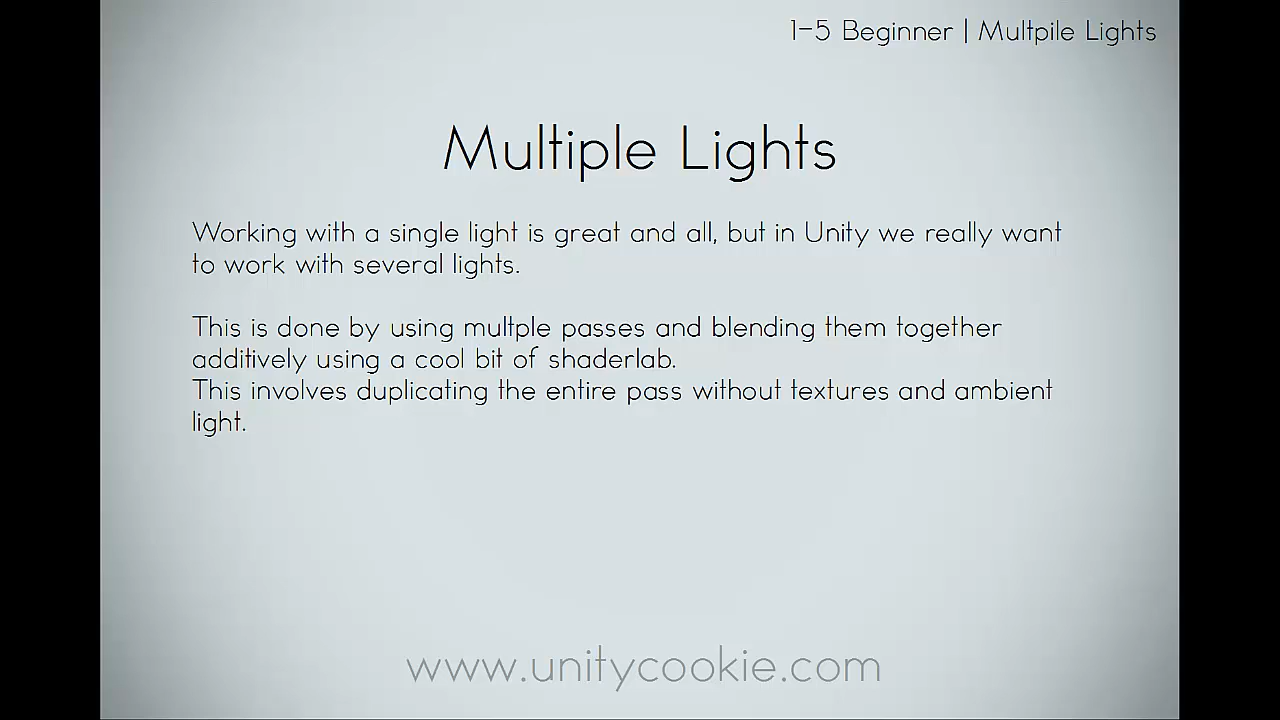 1-5 Beginner | Multpile Lights
Multiple Lights
Working with a single light is great and all, but in Unity we really want
to work with several lights.
This is done by using multple passes and blending them together
additively using a cool bit of shaderlab.
This involves duplicating the entire pass without textures and ambient
light.
www.unitycookie.com